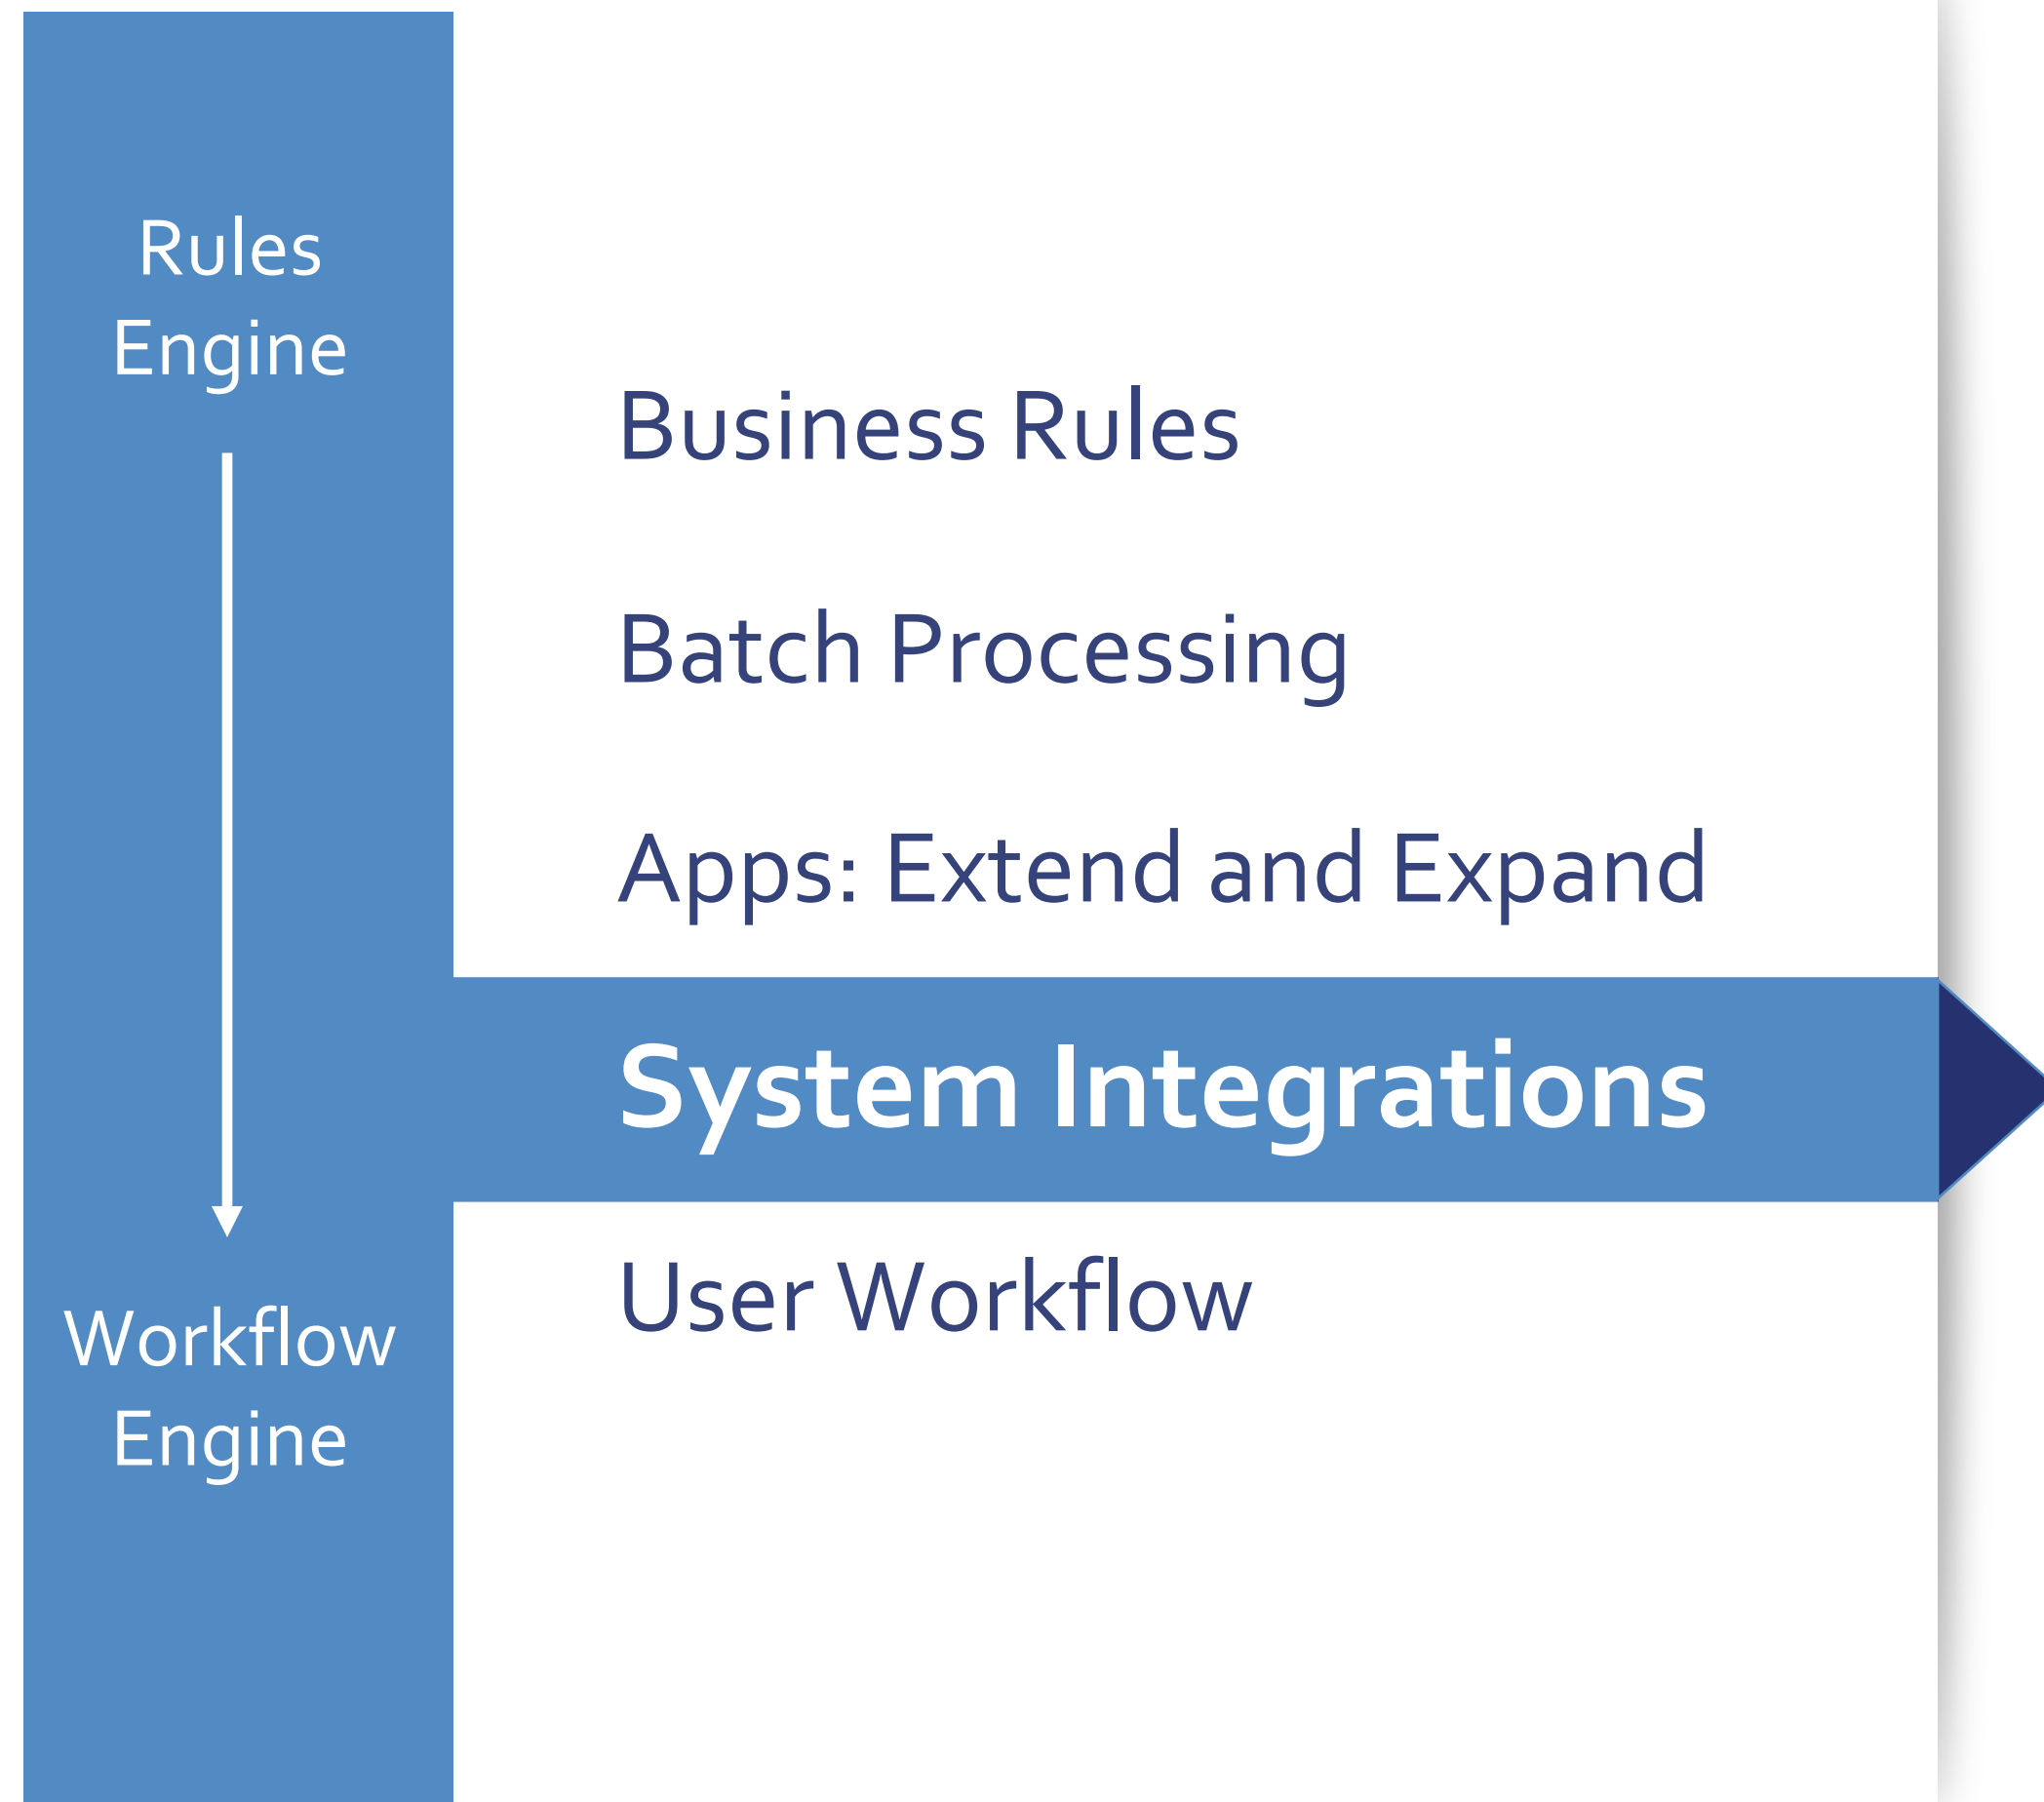 Rules
Engine
Workflow
Engine
Business Rules
Batch Processing
Apps: Extend and Expand
System Integrations
User Workflow